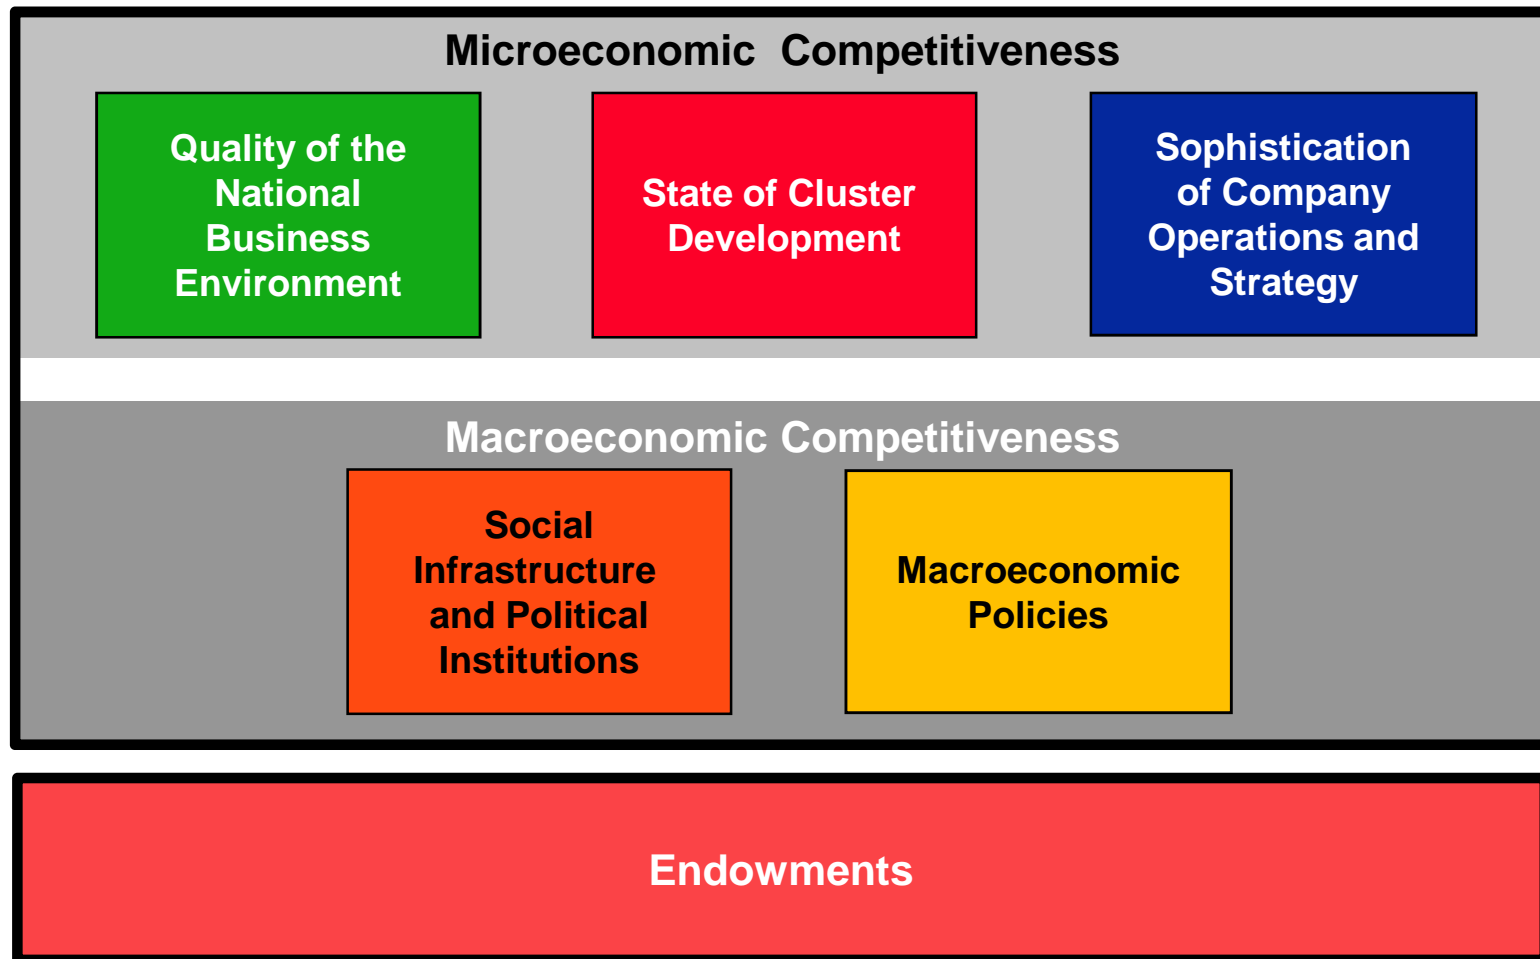 Microeconomic Competitiveness
Quality of the
National
Business
Environment
State of Cluster
Development
Sophistication
of Company
Operations and
Strategy
Macroeconomic Competitiveness
Social
Infrastructure
and Political
Institutions
Macroeconomic
Policies
Endowments